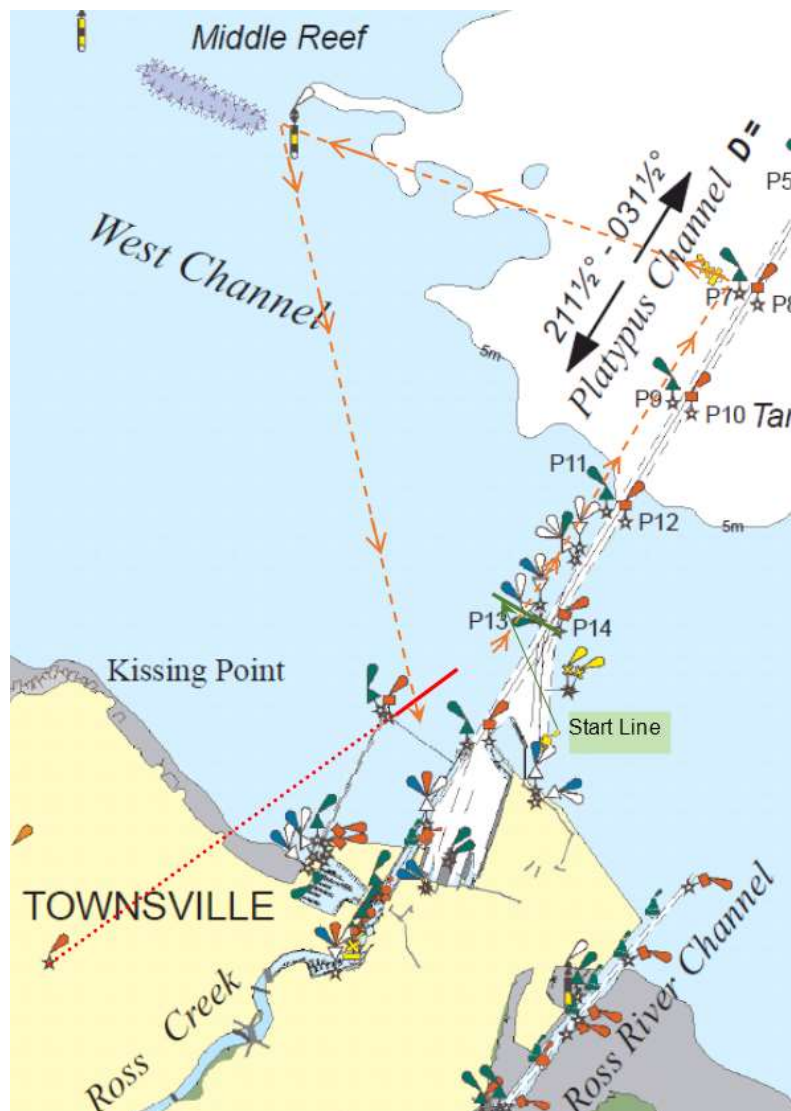 Middle Reef
West Channel
211½° - 031½°
Platypus Channel
D =
P5
P7
P8
5m
P9
P10
Tar
P11
P12
5m
P13
P14
Kissing Point
Start Line
TOWNSVILLE
Ross Creek
Ross River Channel